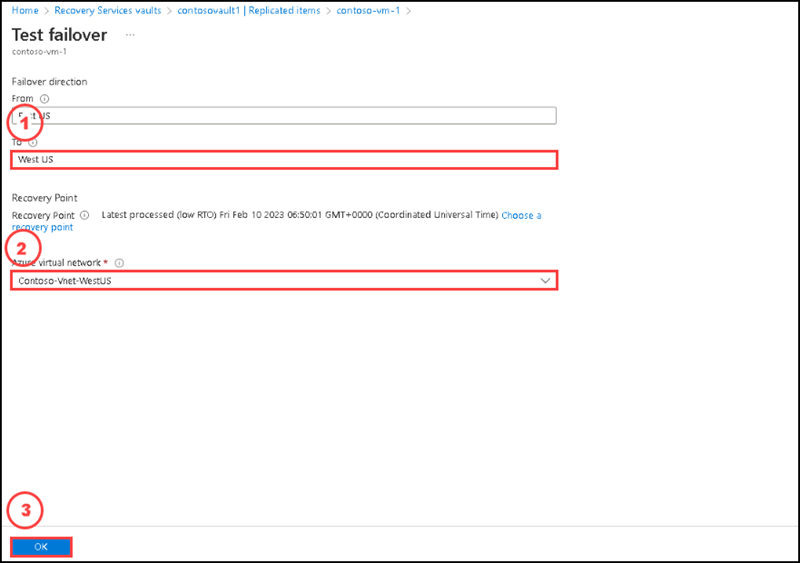 Home > Recovery Services vaults > contosovault1 | Replicated items > contoso-vm-1 >
Test failover ...
contoso-vm-1
Failover direction
From
1
US
To
West US
Recovery Point
Recovery Point Latest processed (low RTO) Fri Feb 10 2023 06:50:01 GMT+0000 (Coordinated Universal Time) Choose a
recovery point
2
Azure virtual network *
Contoso-Vnet-WestUS
3
OK